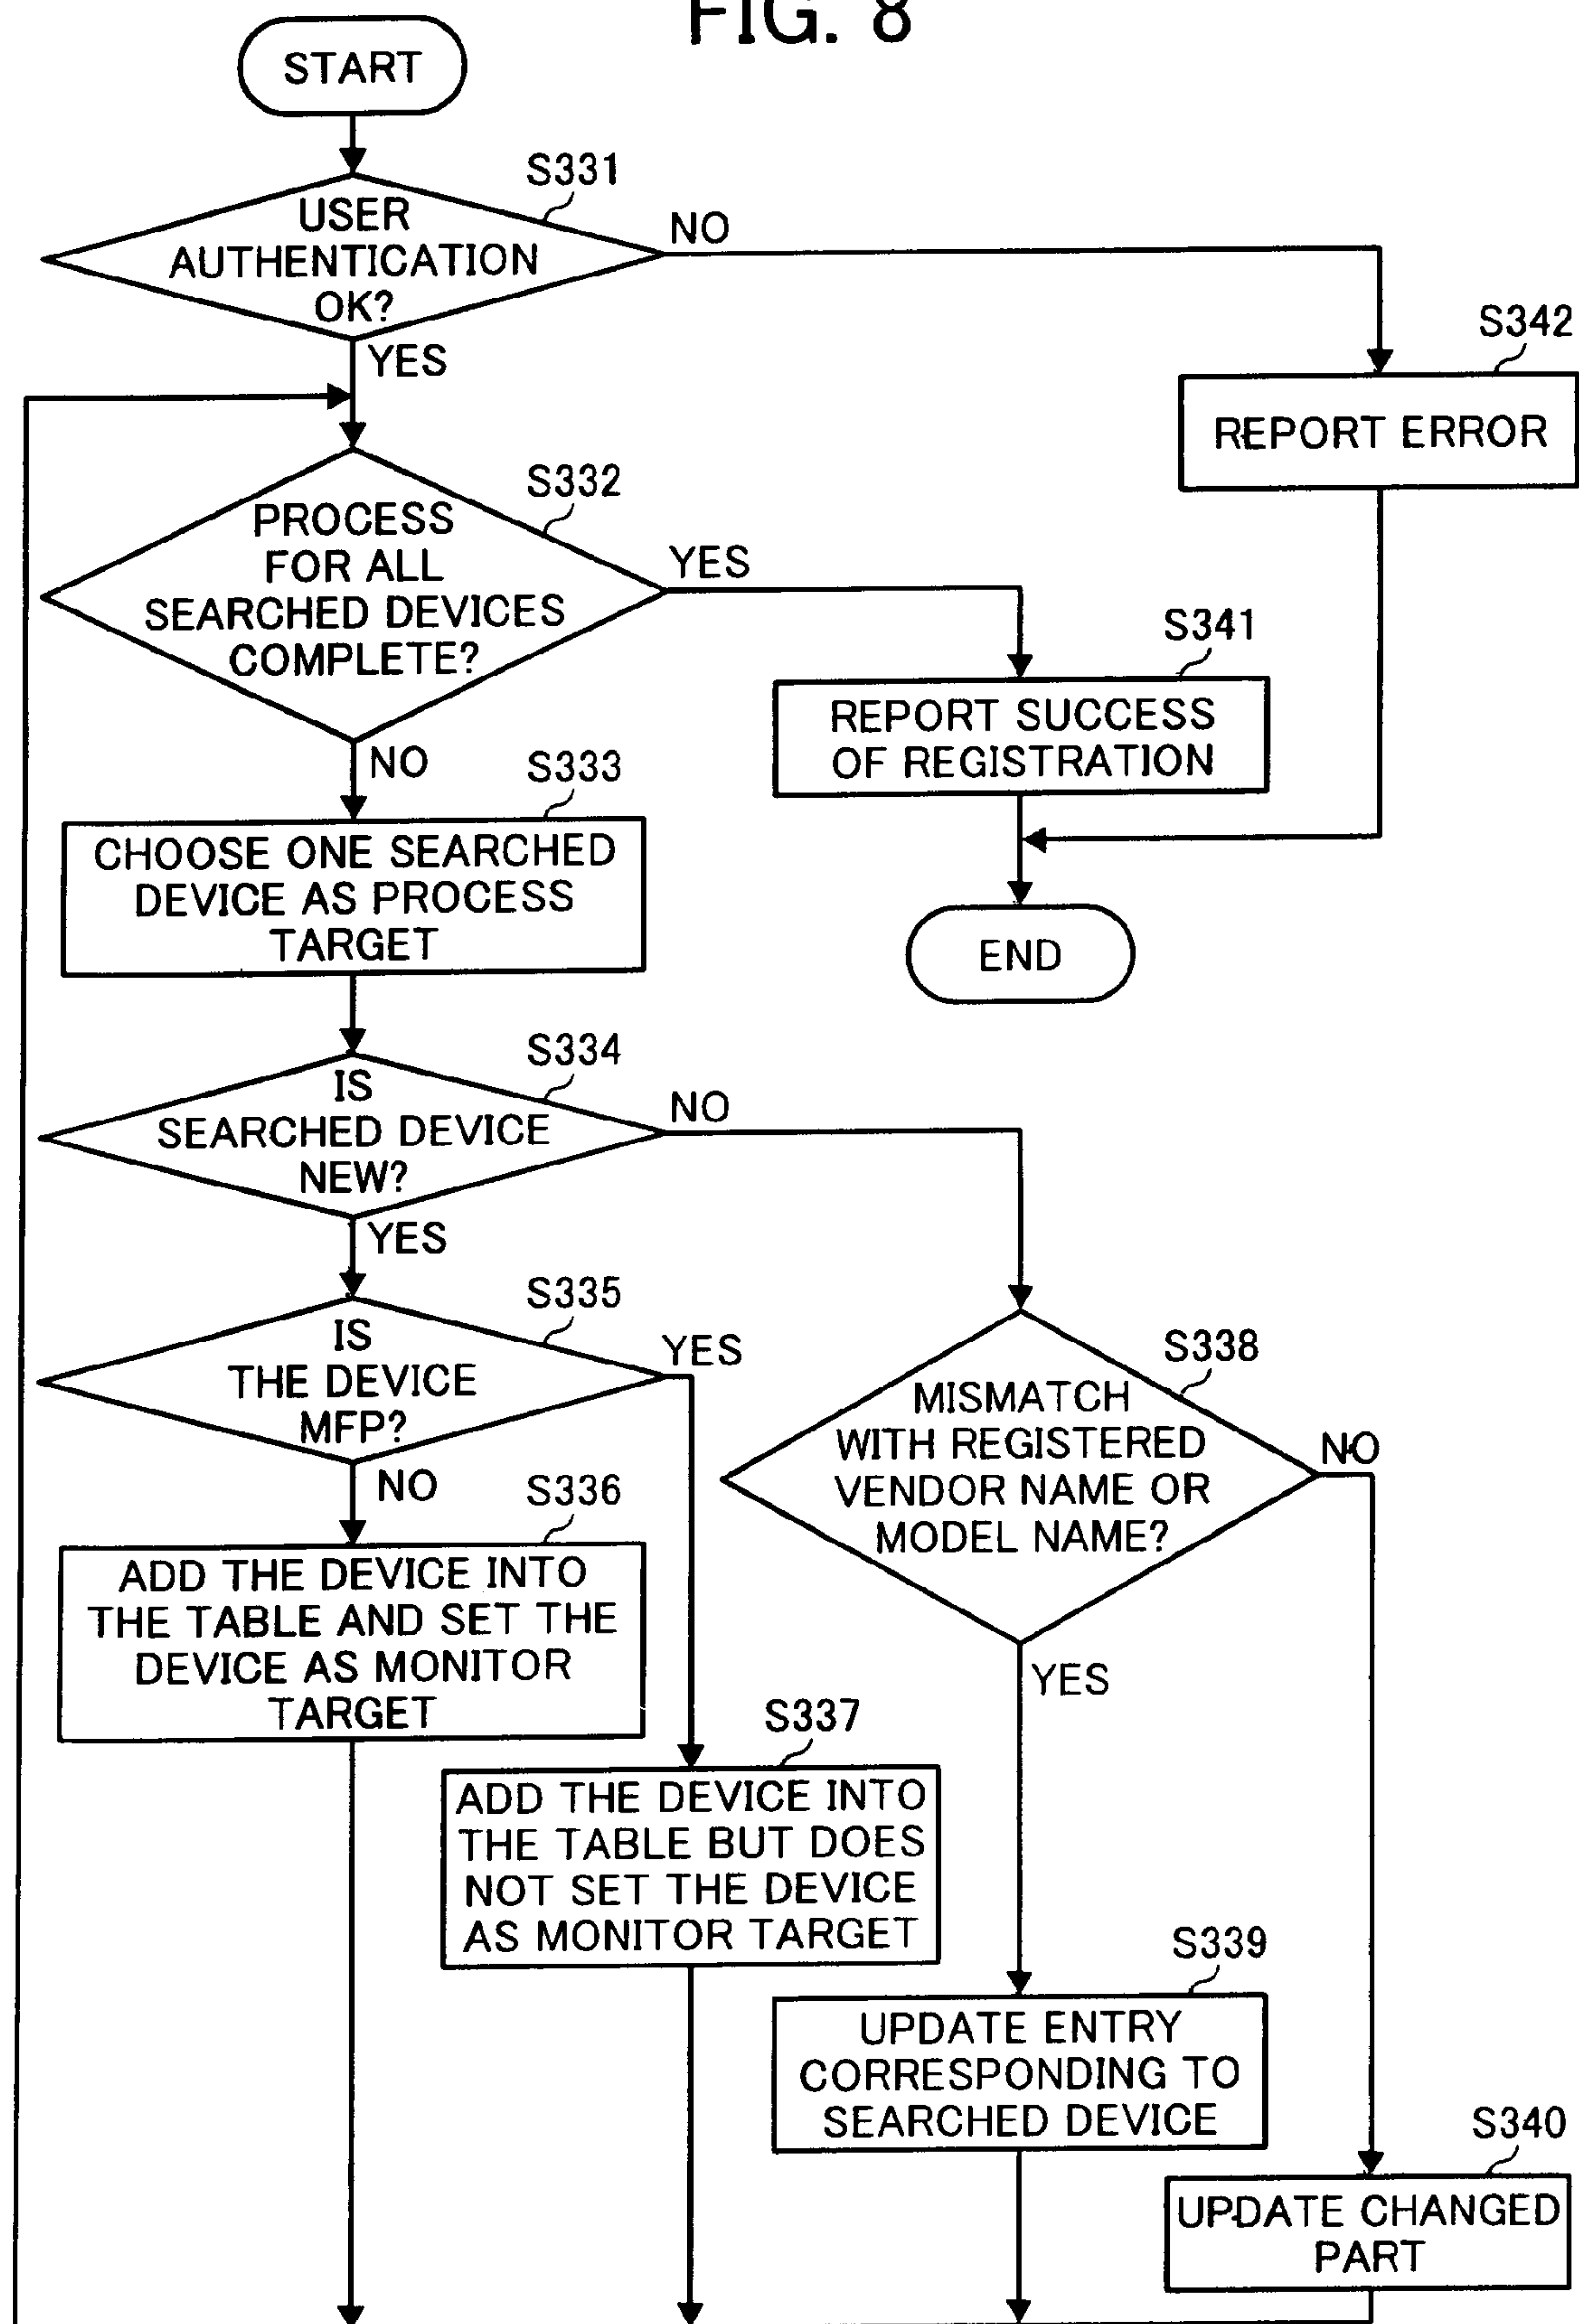 FIG. 8
START
S331
USER
AUTHENTICATION
OK?
NO
YES
S342
REPORT ERROR
S332
PROCESS
FOR ALL
SEARCHED DEVICES
COMPLETE?
YES
NO
S341
REPORT SUCCESS
OF REGISTRATION
S333
CHOOSE ONE SEARCHED
DEVICE AS PROCESS
TARGET
END
S334
IS
SEARCHED DEVICE
NEW?
NO
YES
S335
IS
THE DEVICE
MFP?
YES
NO
S338
MISMATCH
WITH REGISTERED
VENDOR NAME OR
MODEL NAME?
NO
YES
S336
ADD THE DEVICE INTO
THE TABLE AND SET THE
DEVICE AS MONITOR
TARGET
S337
ADD THE DEVICE INTO
THE TABLE BUT DOES
NOT SET THE DEVICE
AS MONITOR TARGET
S339
UPDATE ENTRY
CORRESPONDING TO
SEARCHED DEVICE
S340
UPDATE CHANGED
PART